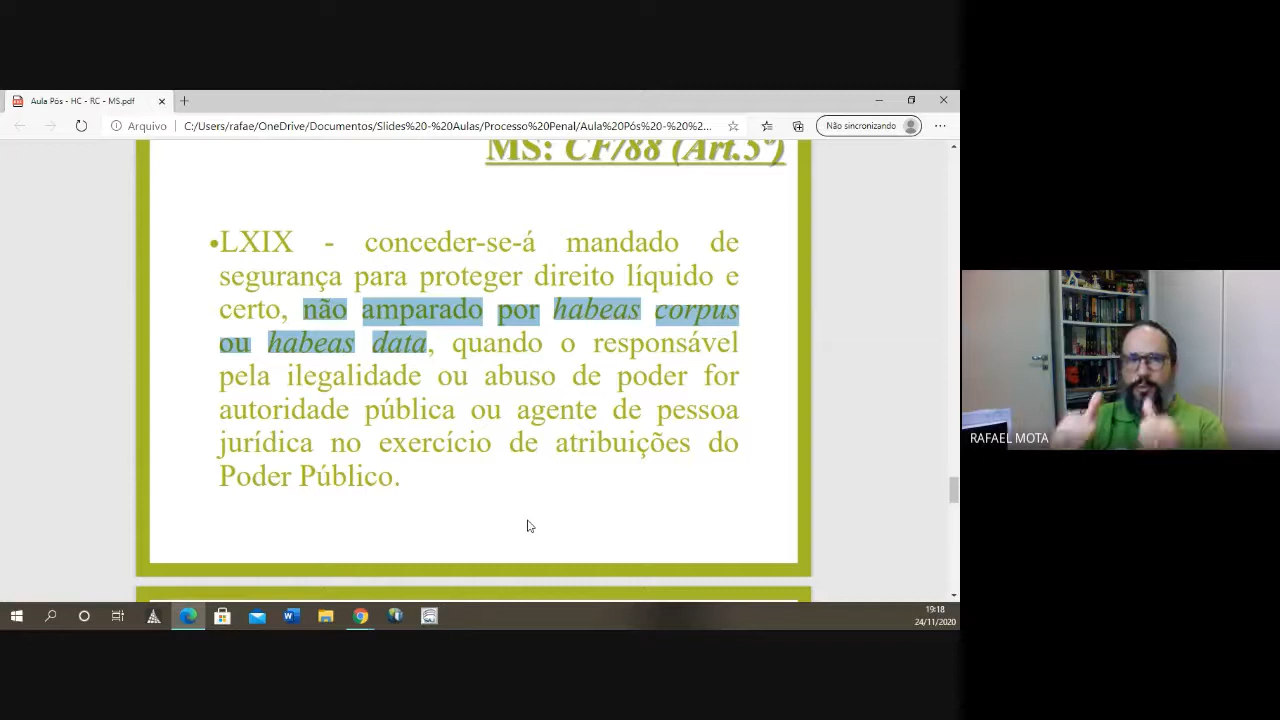 Aula Pós - HC - RC - MS.pdf
Arquivo
C:/Users/rafae/OneDrive/Documentos/Slides%20-%20Aulas/Processo%20Penal/Aula%20Pós%20-%20%2...
Não sincronizando
MS: CF/88 (Art.5º)
•LXIX - conceder-se-á mandado de
segurança para proteger direito líquido e
certo, não amparado por habeas corpus
ou habeas data, quando o responsável
pela ilegalidade ou abuso de poder for
autoridade pública ou agente de pessoa
jurídica no exercício de atribuições do
Poder Público.
RAFAEL MOTA
19:18
24/11/2020